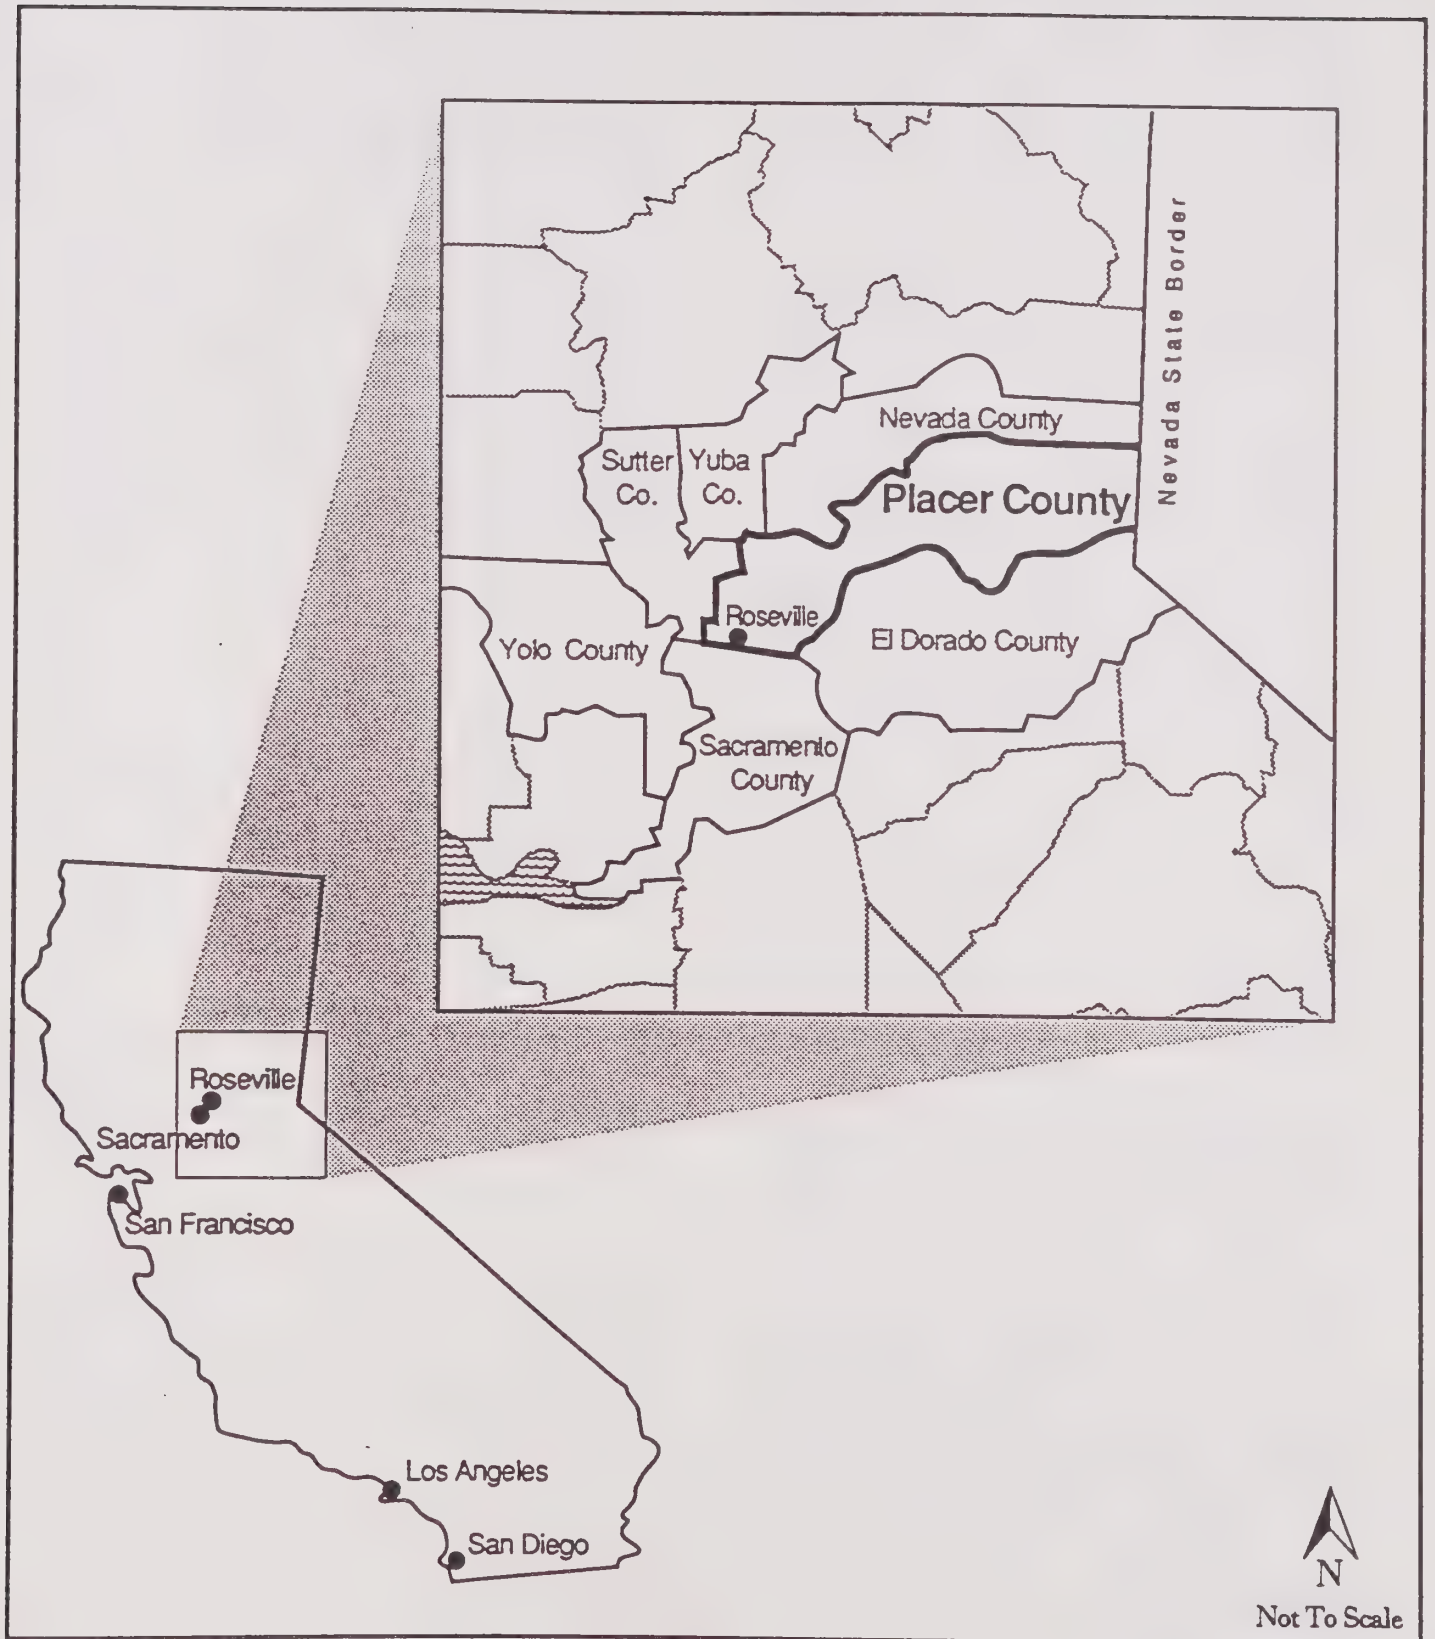 Nevada State Border
Nevada County
Sutter
Co.
Yuba
Co.
Placer County
Roseville
Yolo County
El Dorado County
Sacramento
County
Roseville
Sacramento
San Francisco
Los Angeles
San Diego
N
Not To Scale